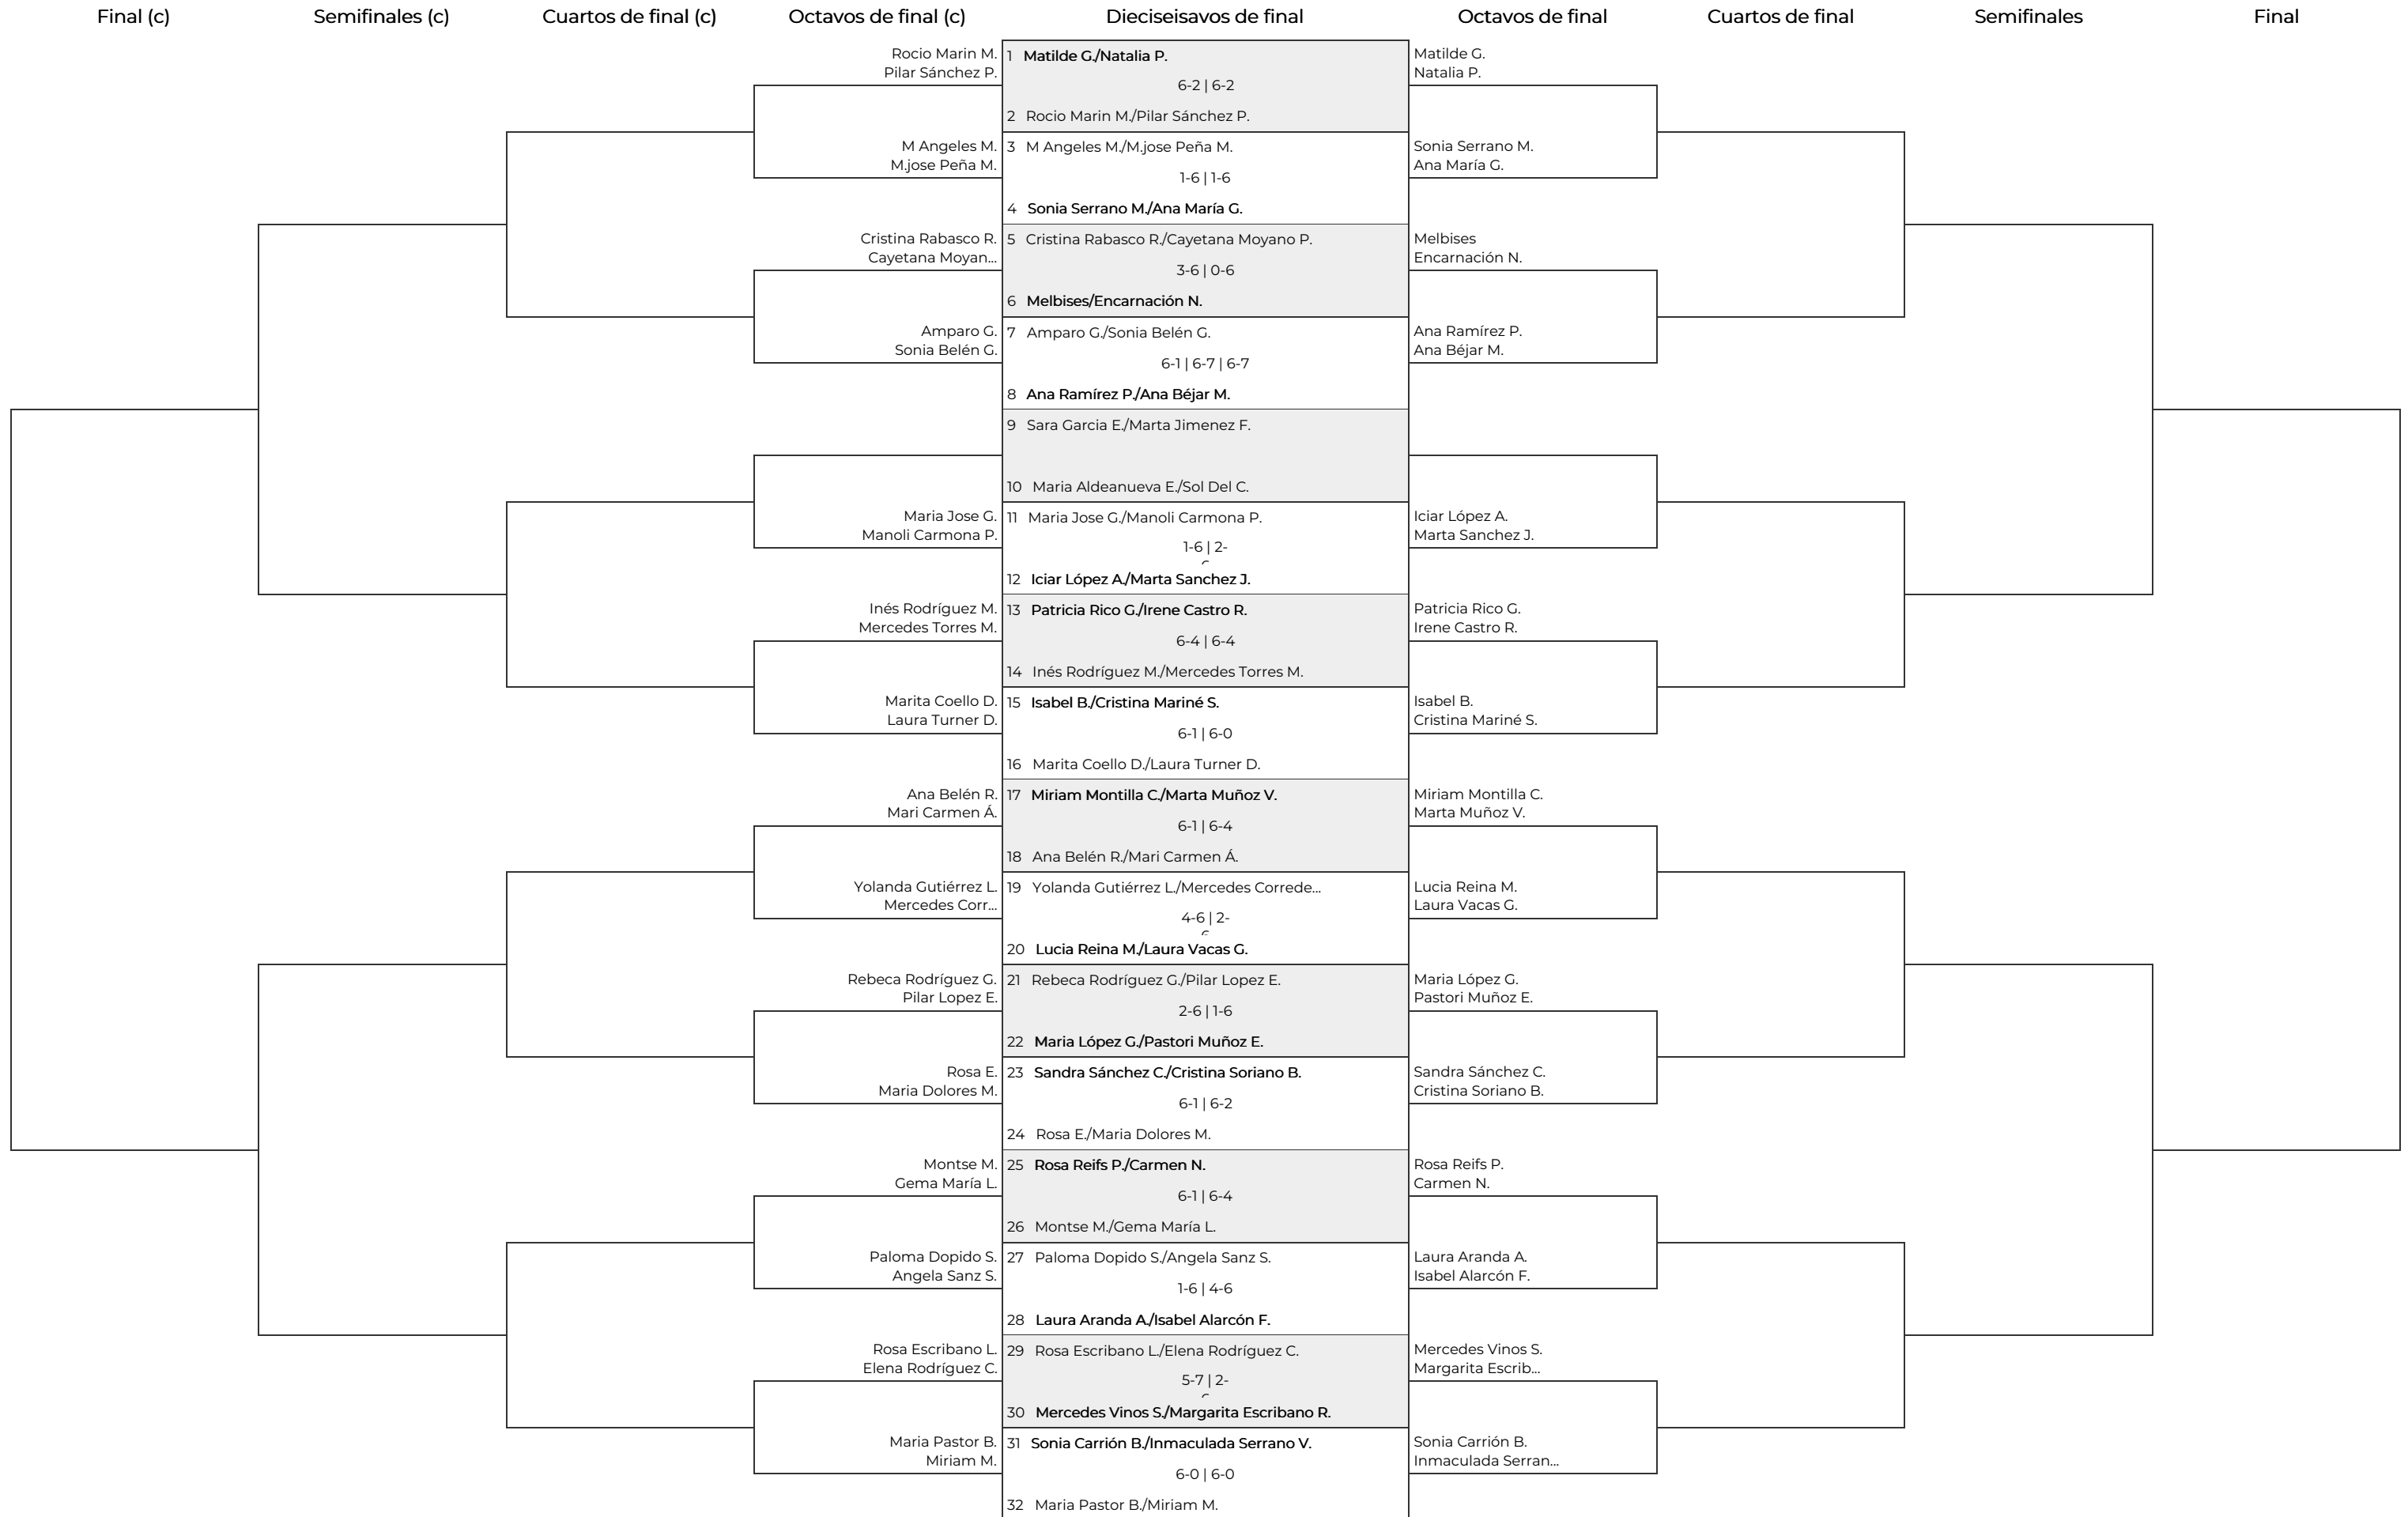 Final (c)
Semifinales (c)
Cuartos de final (c)
Octavos de final (c)
Dieciseisavos de final
Octavos de final
Cuartos de final
Semifinales
Final
Rocio Marin M.
Pilar Sánchez P.
M Angeles M.
M.jose Peña M.
Cristina Rabasco R.
Cayetana Moyan...
Amparo G.
Sonia Belén G.
Maria Jose G.
Manoli Carmona P.
Inés Rodríguez M.
Mercedes Torres M.
Marita Coello D.
Laura Turner D.
Ana Belén R.
Mari Carmen Á.
Yolanda Gutiérrez L.
Mercedes Corr...
Rebeca Rodríguez G.
Pilar Lopez E.
Rosa E.
Maria Dolores M.
Montse M.
Gema María L.
Paloma Dopido S.
Angela Sanz S.
Rosa Escribano L.
Elena Rodríguez C.
Maria Pastor B.
Miriam M.
1 Matilde G./Natalia P.
6-2 | 6-2
2 Rocio Marin M./Pilar Sánchez P.
3 M Angeles M./M.jose Peña M.
1-6 | 1-6
4 Sonia Serrano M./Ana María G.
5 Cristina Rabasco R./Cayetana Moyano P.
3-6 | 0-6
6 Melbises/Encarnación N.
7 Amparo G./Sonia Belén G.
6-1 | 6-7 | 6-7
8 Ana Ramírez P./Ana Béjar M.
9 Sara Garcia E./Marta Jimenez F.
10 Maria Aldeanueva E./Sol Del C.
11 Maria Jose G./Manoli Carmona P.
1-6 | 2-
12 Iciar López A./Marta Sanchez J.
13 Patricia Rico G./Irene Castro R.
6-4 | 6-4
14 Inés Rodríguez M./Mercedes Torres M.
15 Isabel B./Cristina Mariné S.
6-1 | 6-0
16 Marita Coello D./Laura Turner D.
17 Miriam Montilla C./Marta Muñoz V.
6-1 | 6-4
18 Ana Belén R./Mari Carmen Á.
19 Yolanda Gutiérrez L./Mercedes Correde...
4-6 | 2-
20 Lucia Reina M./Laura Vacas G.
21 Rebeca Rodríguez G./Pilar Lopez E.
2-6 | 1-6
22 Maria López G./Pastori Muñoz E.
23 Sandra Sánchez C./Cristina Soriano B.
6-1 | 6-2
24 Rosa E./Maria Dolores M.
25 Rosa Reifs P./Carmen N.
6-1 | 6-4
26 Montse M./Gema María L.
27 Paloma Dopido S./Angela Sanz S.
1-6 | 4-6
28 Laura Aranda A./Isabel Alarcón F.
29 Rosa Escribano L./Elena Rodríguez C.
5-7 | 2-
30 Mercedes Vinos S./Margarita Escribano R.
31 Sonia Carrión B./Inmaculada Serrano V.
6-0 | 6-0
32 Maria Pastor B./Miriam M.
Matilde G.
Natalia P.
Sonia Serrano M.
Ana María G.
Melbises
Encarnación N.
Ana Ramírez P.
Ana Béjar M.
Iciar López A.
Marta Sanchez J.
Patricia Rico G.
Irene Castro R.
Isabel B.
Cristina Mariné S.
Miriam Montilla C.
Marta Muñoz V.
Lucia Reina M.
Laura Vacas G.
Maria López G.
Pastori Muñoz E.
Sandra Sánchez C.
Cristina Soriano B.
Rosa Reifs P.
Carmen N.
Laura Aranda A.
Isabel Alarcón F.
Mercedes Vinos S.
Margarita Escrib...
Sonia Carrión B.
Inmaculada Serran...